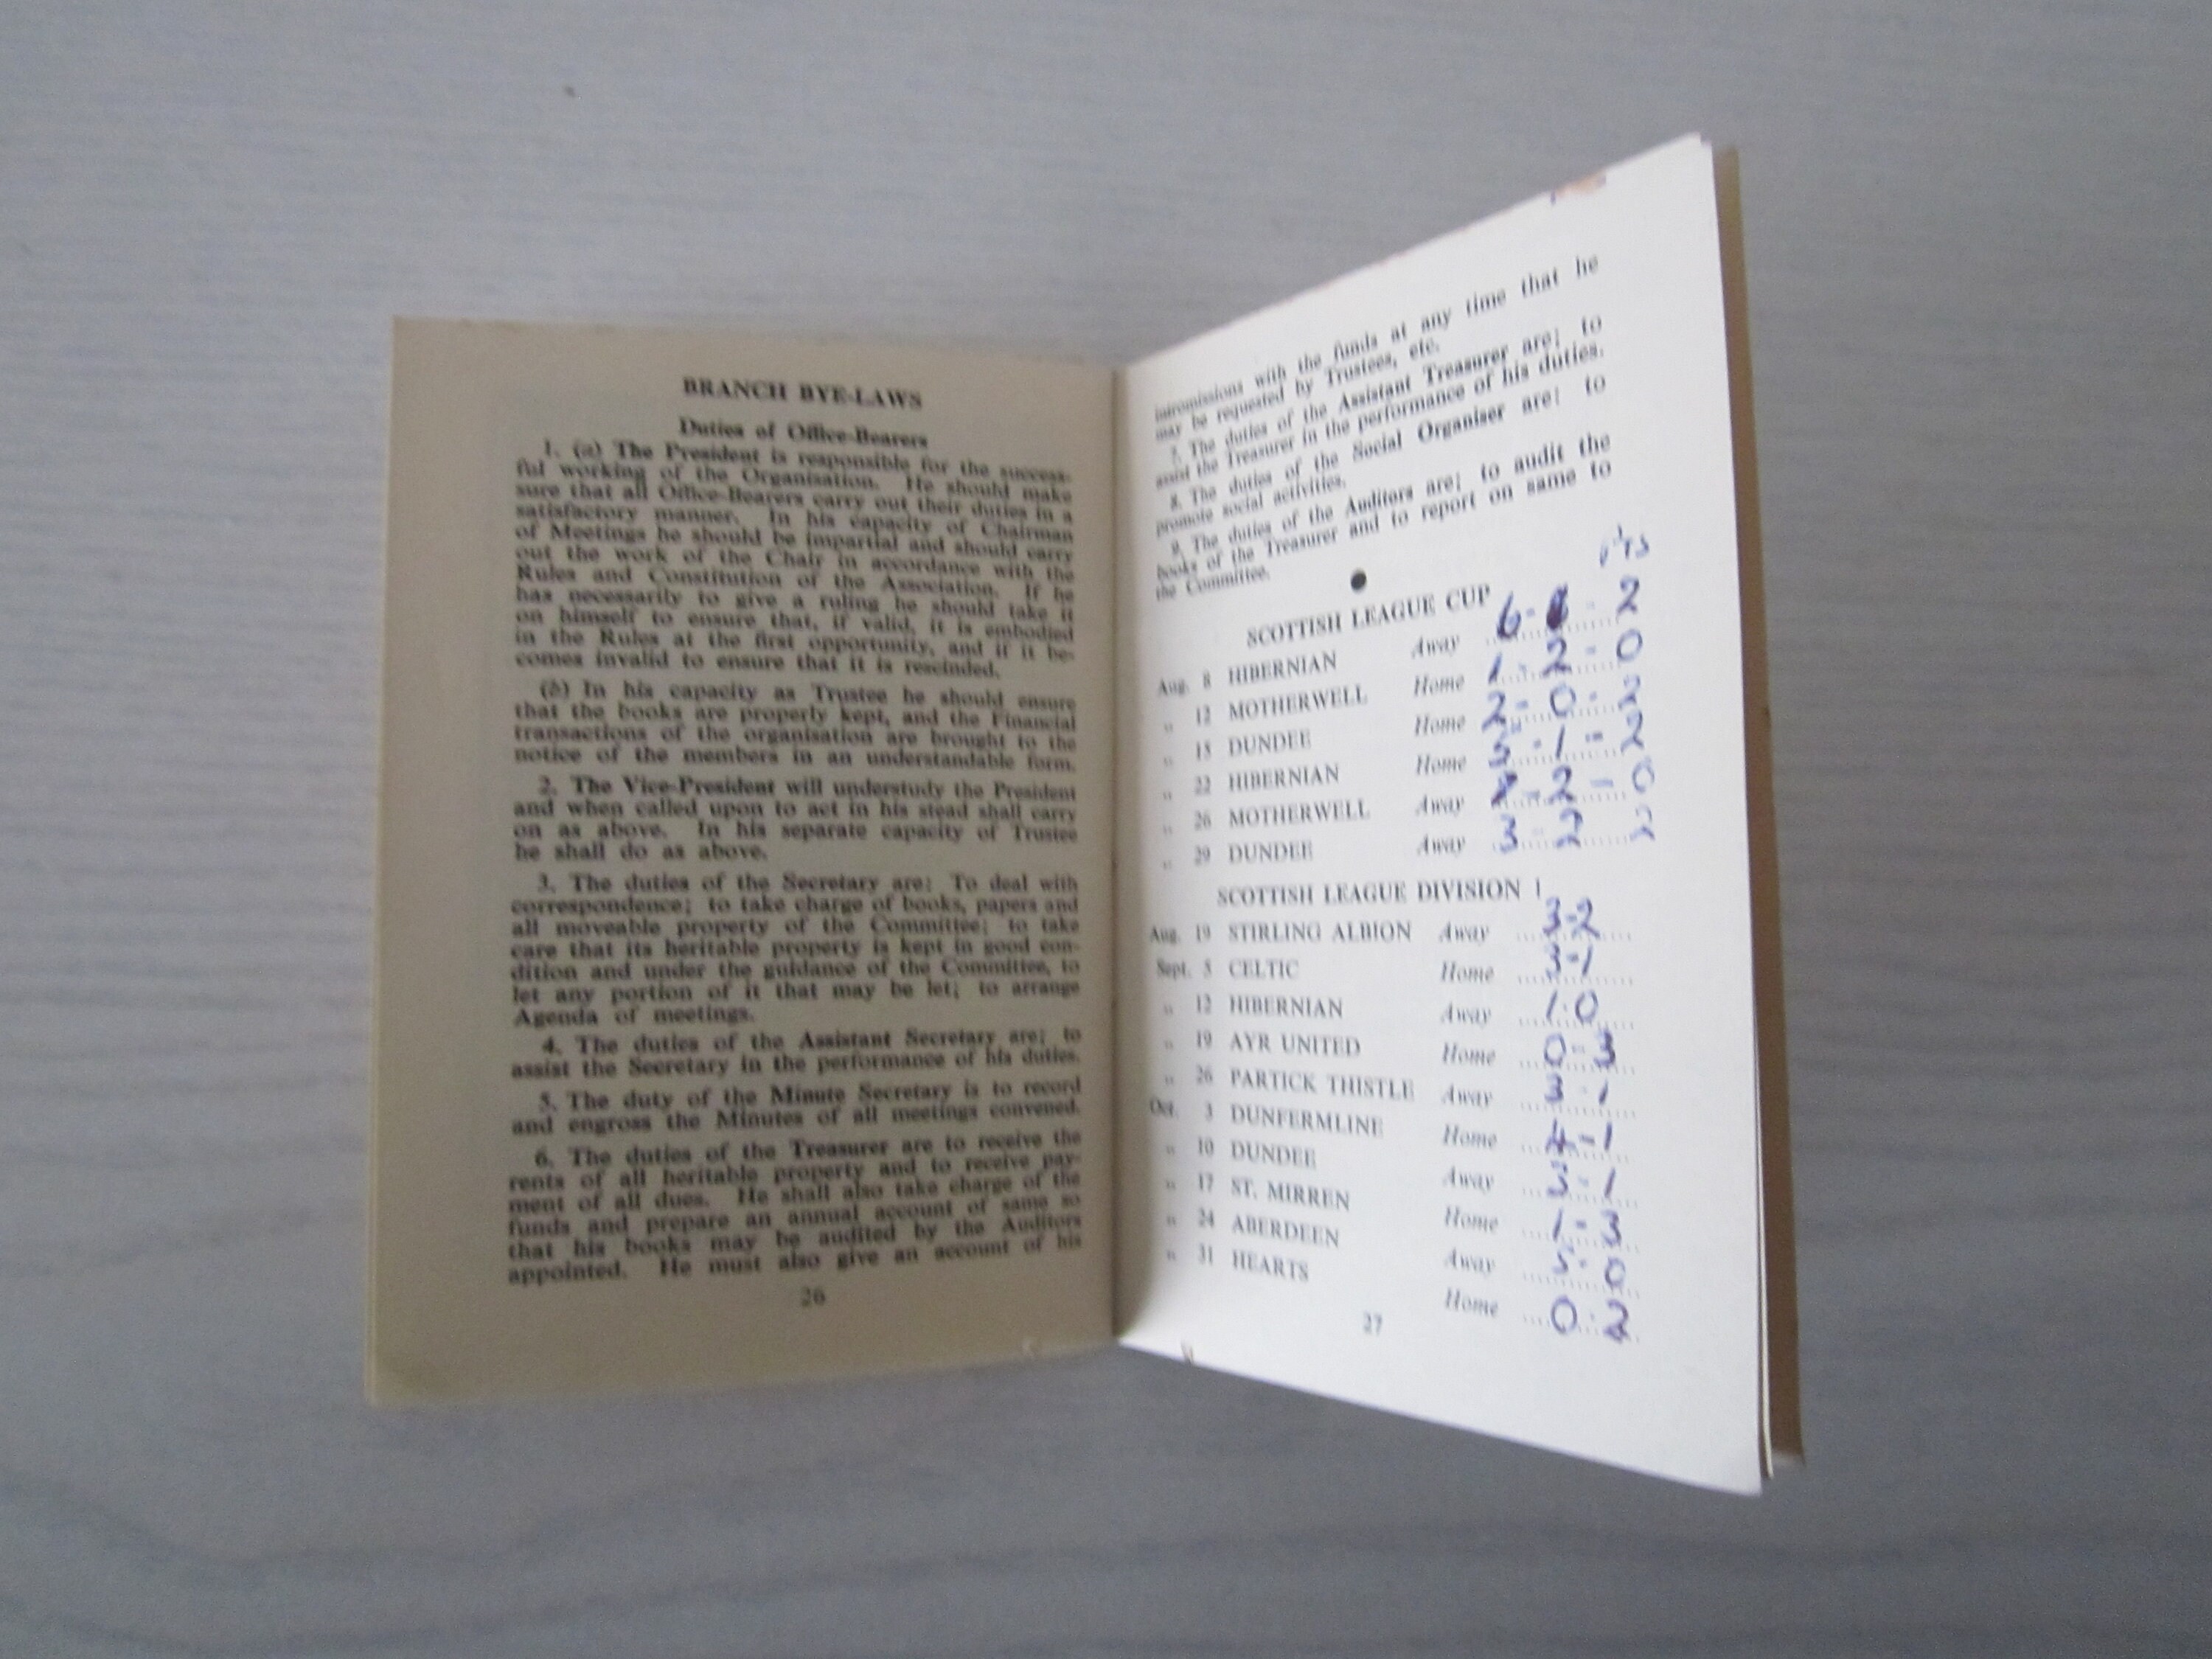 BRANCH BYE-LAWS
Duties of Office-Bearers
1. (a) The President is responsible for the success-
ful working of the Organisation. He should make
sure that all Office-Bearers carry out their duties in a
satisfactory manner. In his capacity of Chairman
of Meetings he should be impartial and should carry
out the work of the Chair in accordance with the
Rules and Constitution of the Association. If he
has necessarily to give a ruling he should take it
on himself to ensure that, if valid, it is embodied
in the Rules at the first opportunity, and if it be-
comes invalid to ensure that it is rescinded.
(b) In his capacity as Trustee he should ensure
that the books are properly kept, and the Financial
transactions of the organisation are brought to the
notice of the members in an understandable form.
2. The Vice-President will understudy the President
and when called upon to act in his stead shall carry
on as above. In his separate capacity of Trustee
he shall do as above.
3. The duties of the Secretary are: To deal with
correspondence; to take charge of books, papers and
all moveable property of the Committee; to take
care that its heritable property is kept in good con-
dition and under the guidance of the Committee, to
let any portion of it that may be let; to arrange
Agenda of meetings.
4. The duties of the Assistant Secretary are; to
assist the Secretary in the performance of his duties.
5. The duty of the Minute Secretary is to record
and engross the Minutes of all meetings convened.
6. The duties of the Treasurer are to receive the
rents of all heritable property and to receive pay-
ment of all dues. He shall also take charge of the
funds and prepare an annual account of same so
that his books may be audited by the Auditors
appointed. He must also give an account of his
26
intromissions with the funds at any time that he
may be requested by Trustees, etc.
7. The duties of the Assistant Treasurer are; to
assist the Treasurer in the performance of his duties.
8. The duties of the Social Organiser are; to
promote social activities.
9. The duties of the Auditors are; to audit the
books of the Treasurer and to report on same to
the Committee.
SCOTTISH LEAGUE CUP
Aug. 8 HIBERNIAN Away 6 - - 2
„ 12 MOTHERWELL Home 1 - 2 - 0
„ 15 DUNDEE Home 2 - 0 - 2
„ 22 HIBERNIAN Home 5 - 1 - 2
„ 26 MOTHERWELL Away - 2 - 0
„ 29 DUNDEE Away 3 - 2 2
SCOTTISH LEAGUE DIVISION 1
Aug. 19 STIRLING ALBION Away 3-2
Sept. 5 CELTIC Home 3-1
„ 12 HIBERNIAN Away 1-0
„ 19 AYR UNITED Home 0-3
„ 26 PARTICK THISTLE Away 3-1
Oct. 3 DUNFERMLINE Home 4-1
„ 10 DUNDEE Away 3-1
„ 17 ST. MIRREN Home 1-3
„ 24 ABERDEEN Away 5-0
„ 31 HEARTS Home 0-2
27